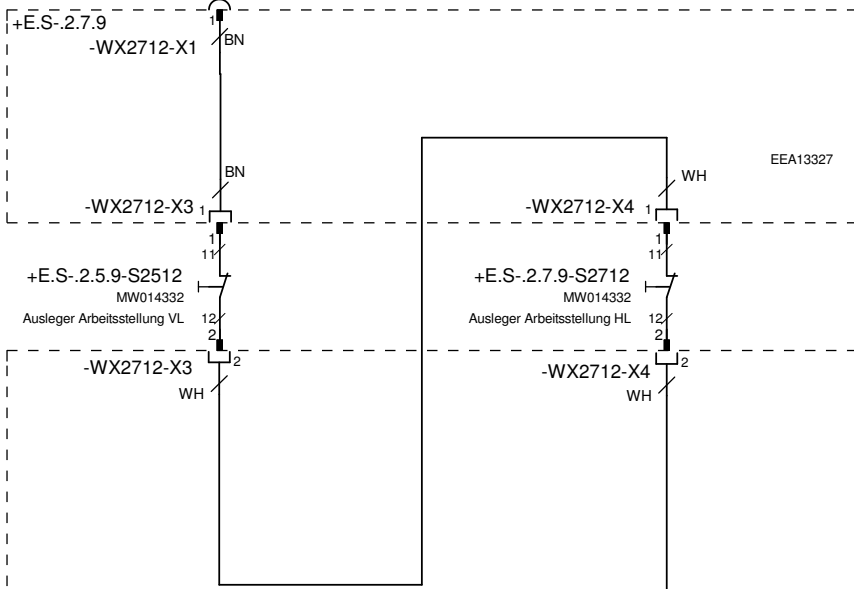 +E.S-.2.7.9
1
-WX2712-X1
BN
BN
-WX2712-X3
1
1
11
+E.S-.2.5.9-S2512
MW014332
Ausleger Arbeitsstellung VL
12
2
-WX2712-X3
2
WH
EEA13327
WH
-WX2712-X4
1
1
11
+E.S-.2.7.9-S2712
MW014332
Ausleger Arbeitsstellung HL
12
2
-WX2712-X4
2
WH